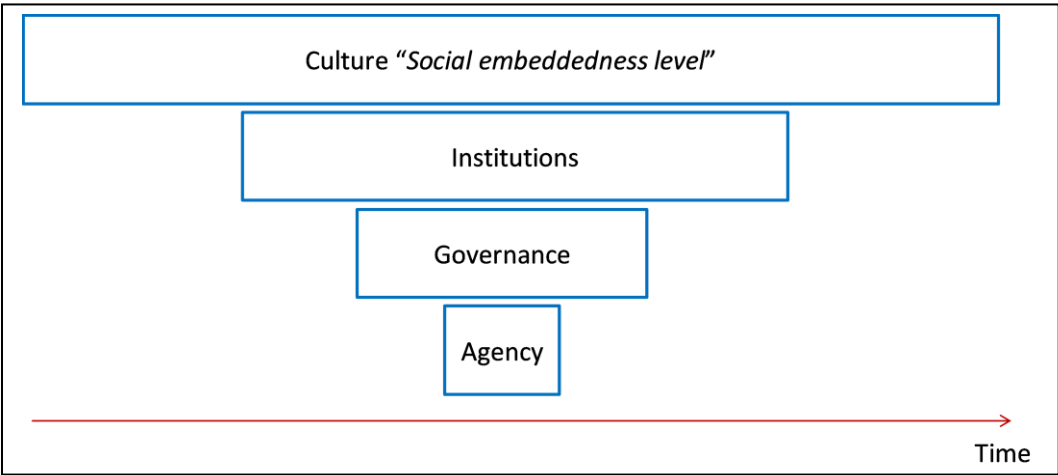 Culture “Social embeddedness level”
Institutions
Governance
Agency
Time